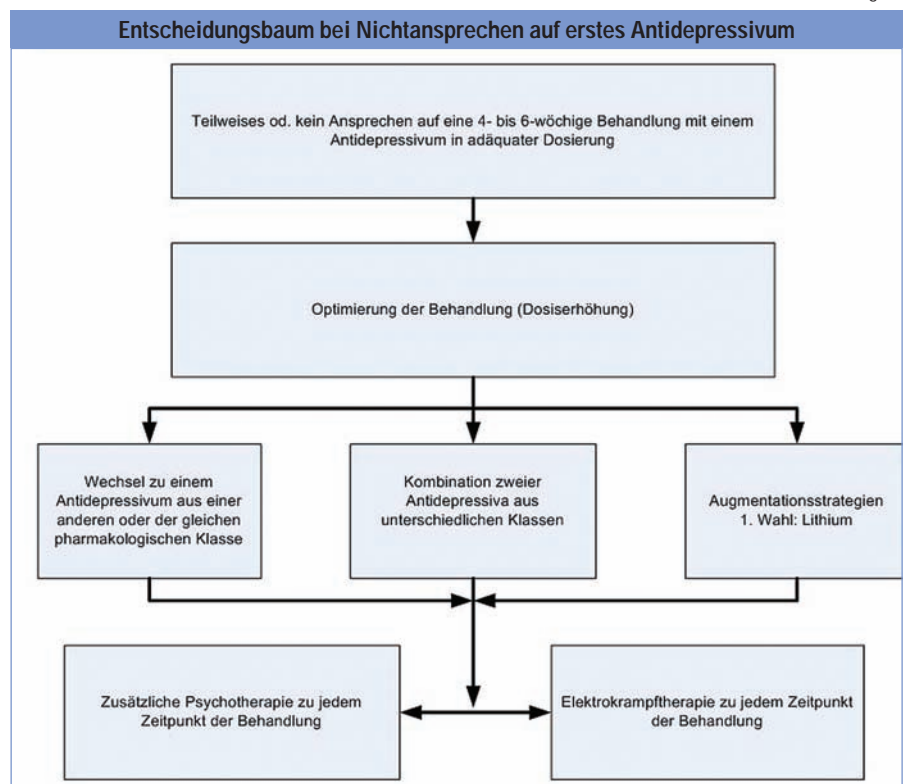 Entscheidungsbaum bei Nichtansprechen auf erstes Antidepressivum
Teilweises od. kein Ansprechen auf eine 4- bis 6-wöchige Behandlung mit einem
Antidepressivum in adäquater Dosierung
Optimierung der Behandlung (Dosiserhöhung)
Wechsel zu einem
Antidepressivum aus einer
anderen oder der gleichen
pharmakologischen Klasse
Kombination zweier
Antidepressiva aus
unterschiedlichen Klassen
Augmentationsstrategien
1. Wahl: Lithium
Zusätzliche Psychotherapie zu jedem
Zeitpunkt der Behandlung
Elektrokrampftherapie zu jedem Zeitpunkt
der Behandlung